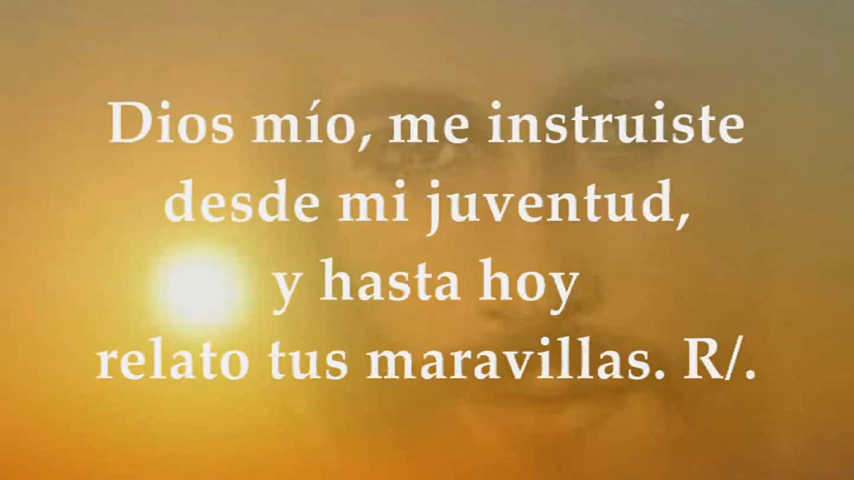 Dios mío, me instruiste
desde mi juventud,
y hasta hoy
relato tus maravillas. R/.